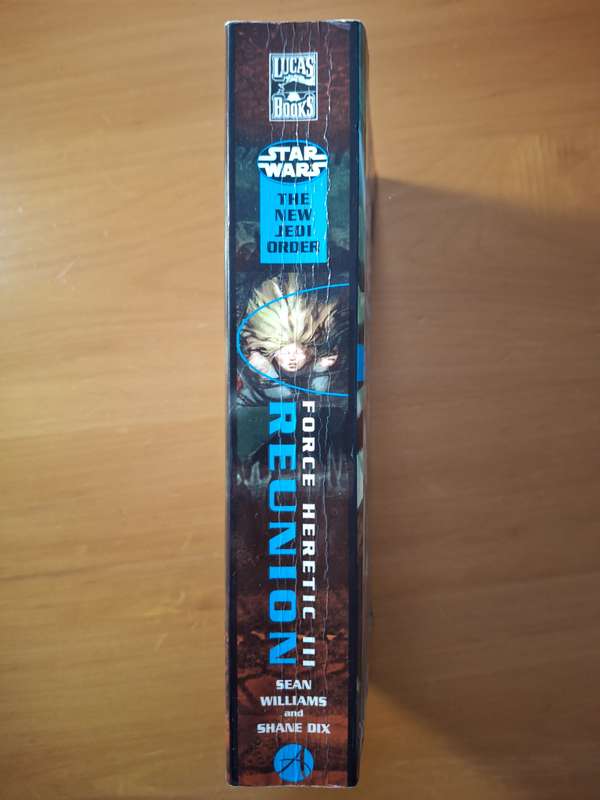 LUCAS
BOOKS
STAR
WARS
THE
NEW
JEDI
ORDER
FORCE HERETIC III
REUNION
SEAN
WILLIAMS
and
SHANE DIX